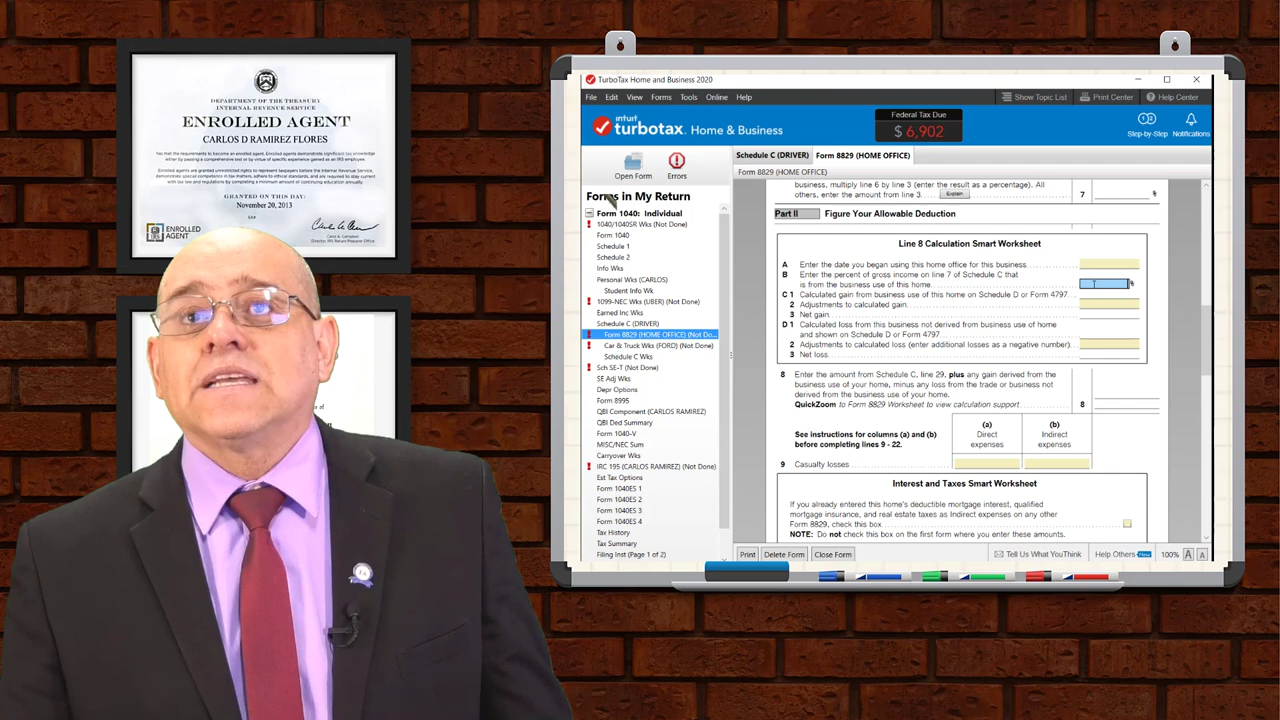 DEPARTMENT OF THE TREASURY
INTERNAL REVENUE SERVICE
ENROLLED AGENT
CARLOS D RAMIREZ FLORES
GRANTED ON THIS DAY:
November 20, 2013
IRS
ENROLLED
AGENT
TurboTax Home and Business 2020
File Edit View Forms Tools Online Help
Show Topic List
Print Center
Help Center
intuit
turbotax. Home & Business
Federal Tax Due
$ 6,902
Step-by-Step
Notifications
Open Form
Errors
Forms in My Return
Form 1040: Individual
1040/1040SR Wks (Not Done)
Form 1040
Schedule 1
Schedule 2
Info Wks
Personal Wks (CARLOS)
Student Info Wk
1099-NEC Wks (UBER) (Not Done)
Earned Inc Wks
Schedule C (DRIVER)
Form 8829 (HOME OFFICE) (Not Do...
Car & Truck Wks (FORD) (Not Done)
Schedule C Wks
Sch SE-T (Not Done)
SE Adj Wks
Depr Options
Form 8995
QBI Component (CARLOS RAMIREZ)
QBI Ded Summary
Form 1040-V
MISC/NEC Sum
Carryover Wks
IRC 195 (CARLOS RAMIREZ) (Not Done)
Est Tax Options
Form 1040ES 1
Form 1040ES 2
Form 1040ES 3
Form 1040ES 4
Tax History
Tax Summary
Filing Inst (Page 1 of 2)
Schedule C (DRIVER)
Form 8829 (HOME OFFICE)
Form 8829 (HOME OFFICE)
business, multiply line 6 by line 3 (enter the result as a percentage). All
others, enter the amount from line 3
Explain
7
%
Part II Figure Your Allowable Deduction
Line 8 Calculation Smart Worksheet
A Enter the date you began using this home office for this business
B Enter the percent of gross income on line 7 of Schedule C that
is from the business use of this home
%
C 1 Calculated gain from business use of this home on Schedule D or Form 4797
2 Adjustments to calculated gain
3 Net gain
D 1 Calculated loss from this business not derived from business use of home
and shown on Schedule D or Form 4797
2 Adjustments to calculated loss (enter additional losses as a negative number)
3 Net loss
8 Enter the amount from Schedule C, line 29, plus any gain derived from the
business use of your home, minus any loss from the trade or business not
derived from the business use of your home.
QuickZoom to Form 8829 Worksheet to view calculation support
8
See instructions for columns (a) and (b)
before completing lines 9 - 22.
(a)
Direct
expenses
(b)
Indirect
expenses
9 Casualty losses
Interest and Taxes Smart Worksheet
If you already entered this home's deductible mortgage interest, qualified
mortgage insurance, and real estate taxes as Indirect expenses on any other
Form 8829, check this box
NOTE: Do not check this box on the first form where you enter these amounts.
Print
Delete Form
Close Form
Tell Us What YouThink
Help Others
New
100%
A
A